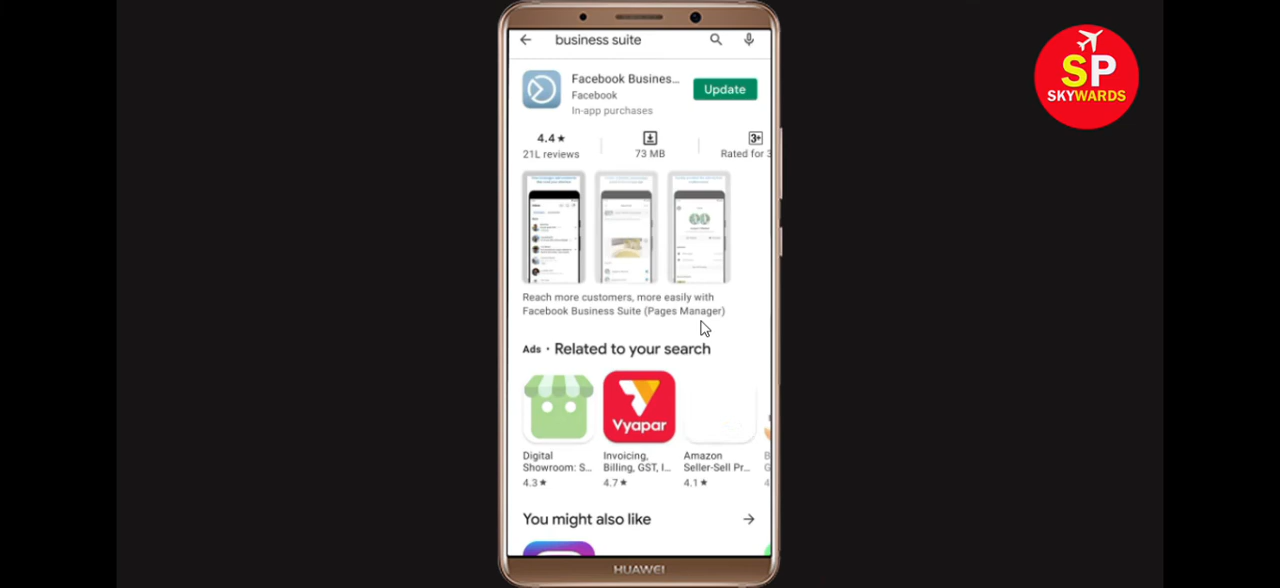 business suite
SP
SKYWARDS
Facebook Busines...
Facebook
In-app purchases
Update
4.4★
21L reviews
73 MB
3+
Rated for 3
Reach more customers, more easily with
Facebook Business Suite (Pages Manager)
Ads · Related to your search
Vyapar
Digital
Showroom: S...
4.3★
Invoicing,
Billing, GST, I...
4.7★
Amazon
Seller-Sell Pr...
4.1★
B
G
4
You might also like
HUAWEI